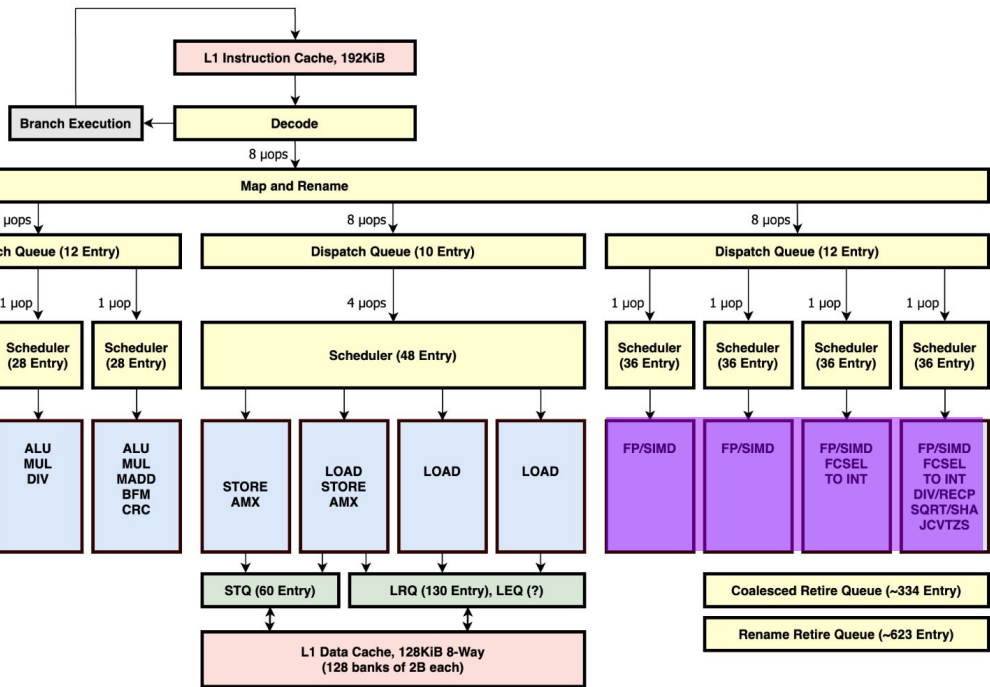 L1 Instruction Cache, 192KiB
Branch Execution
Decode
8 μops
Map and Rename
μops
8 μops
8 μops
ch Queue (12 Entry)
Dispatch Queue (10 Entry)
Dispatch Queue (12 Entry)
1 μop
1 μop
4 μops
1 μop
1 μop
1 μop
1 μop
Scheduler
(28 Entry)
Scheduler
(28 Entry)
Scheduler (48 Entry)
Scheduler
(36 Entry)
Scheduler
(36 Entry)
Scheduler
(36 Entry)
Scheduler
(36 Entry)
ALU
MUL
DIV
ALU
MUL
MADD
BFM
CRC
STORE
AMX
LOAD
STORE
AMX
LOAD
LOAD
FP/SIMD
FP/SIMD
FP/SIMD
FCSEL
TO INT
FP/SIMD
FCSEL
TO INT
DIV/RECP
SQRT/SHA
JCVTZS
STQ (60 Entry)
LRQ (130 Entry), LEQ (?)
Coalesced Retire Queue (~334 Entry)
Rename Retire Queue (~623 Entry)
L1 Data Cache, 128KiB 8-Way
(128 banks of 2B each)